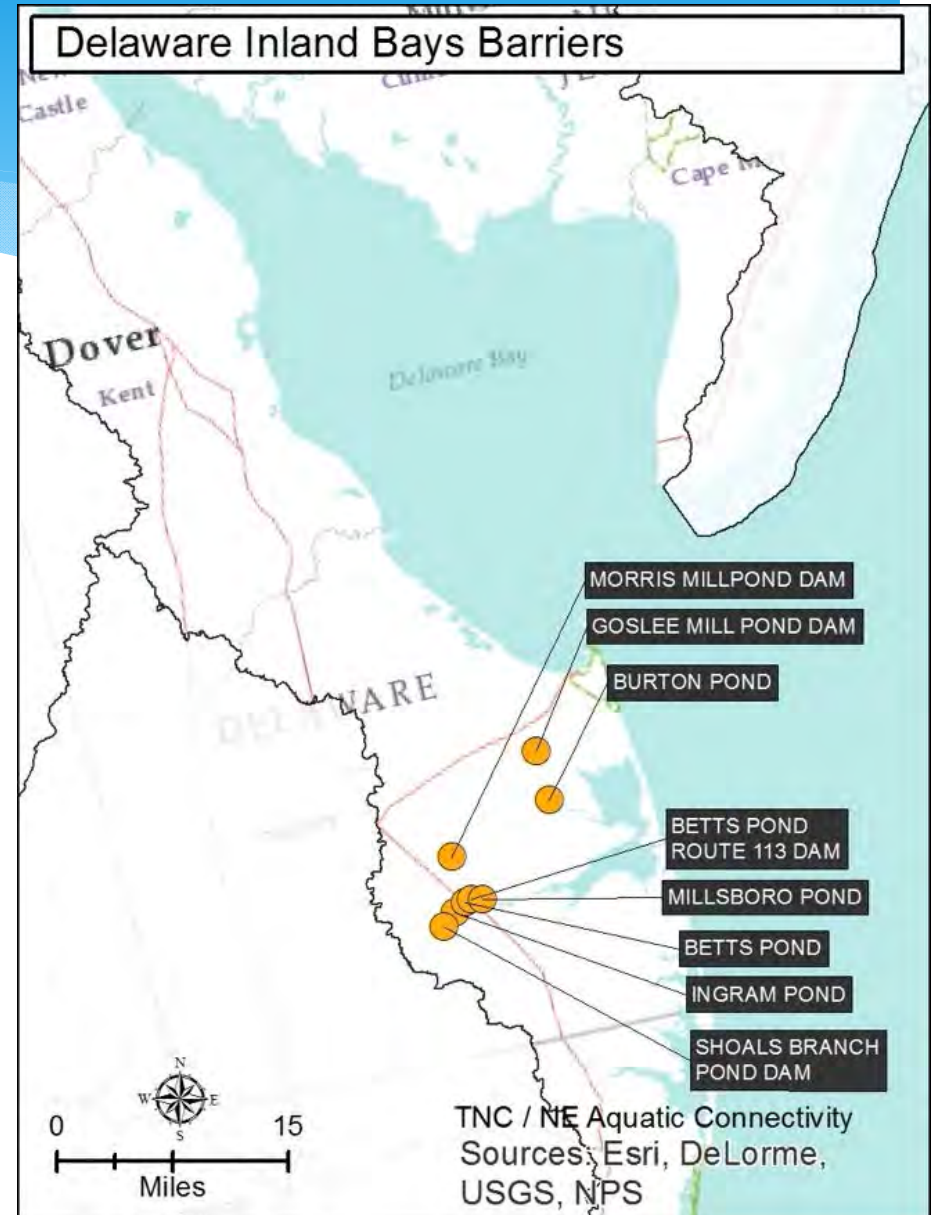 Delaware Inland Bays Barriers
Castle
Cape M
Dover
Kent
Delaware Bay
MORRIS MILLPOND DAM
GOSLEE MILL POND DAM
BURTON POND
DELAWARE
BETTS POND
ROUTE 113 DAM
MILLSBORO POND
BETTS POND
INGRAM POND
SHOALS BRANCH
POND DAM
N
W
E
S
0
15
Miles
TNC / NE Aquatic Connectivity
Sources: Esri, DeLorme,
USGS, NPS